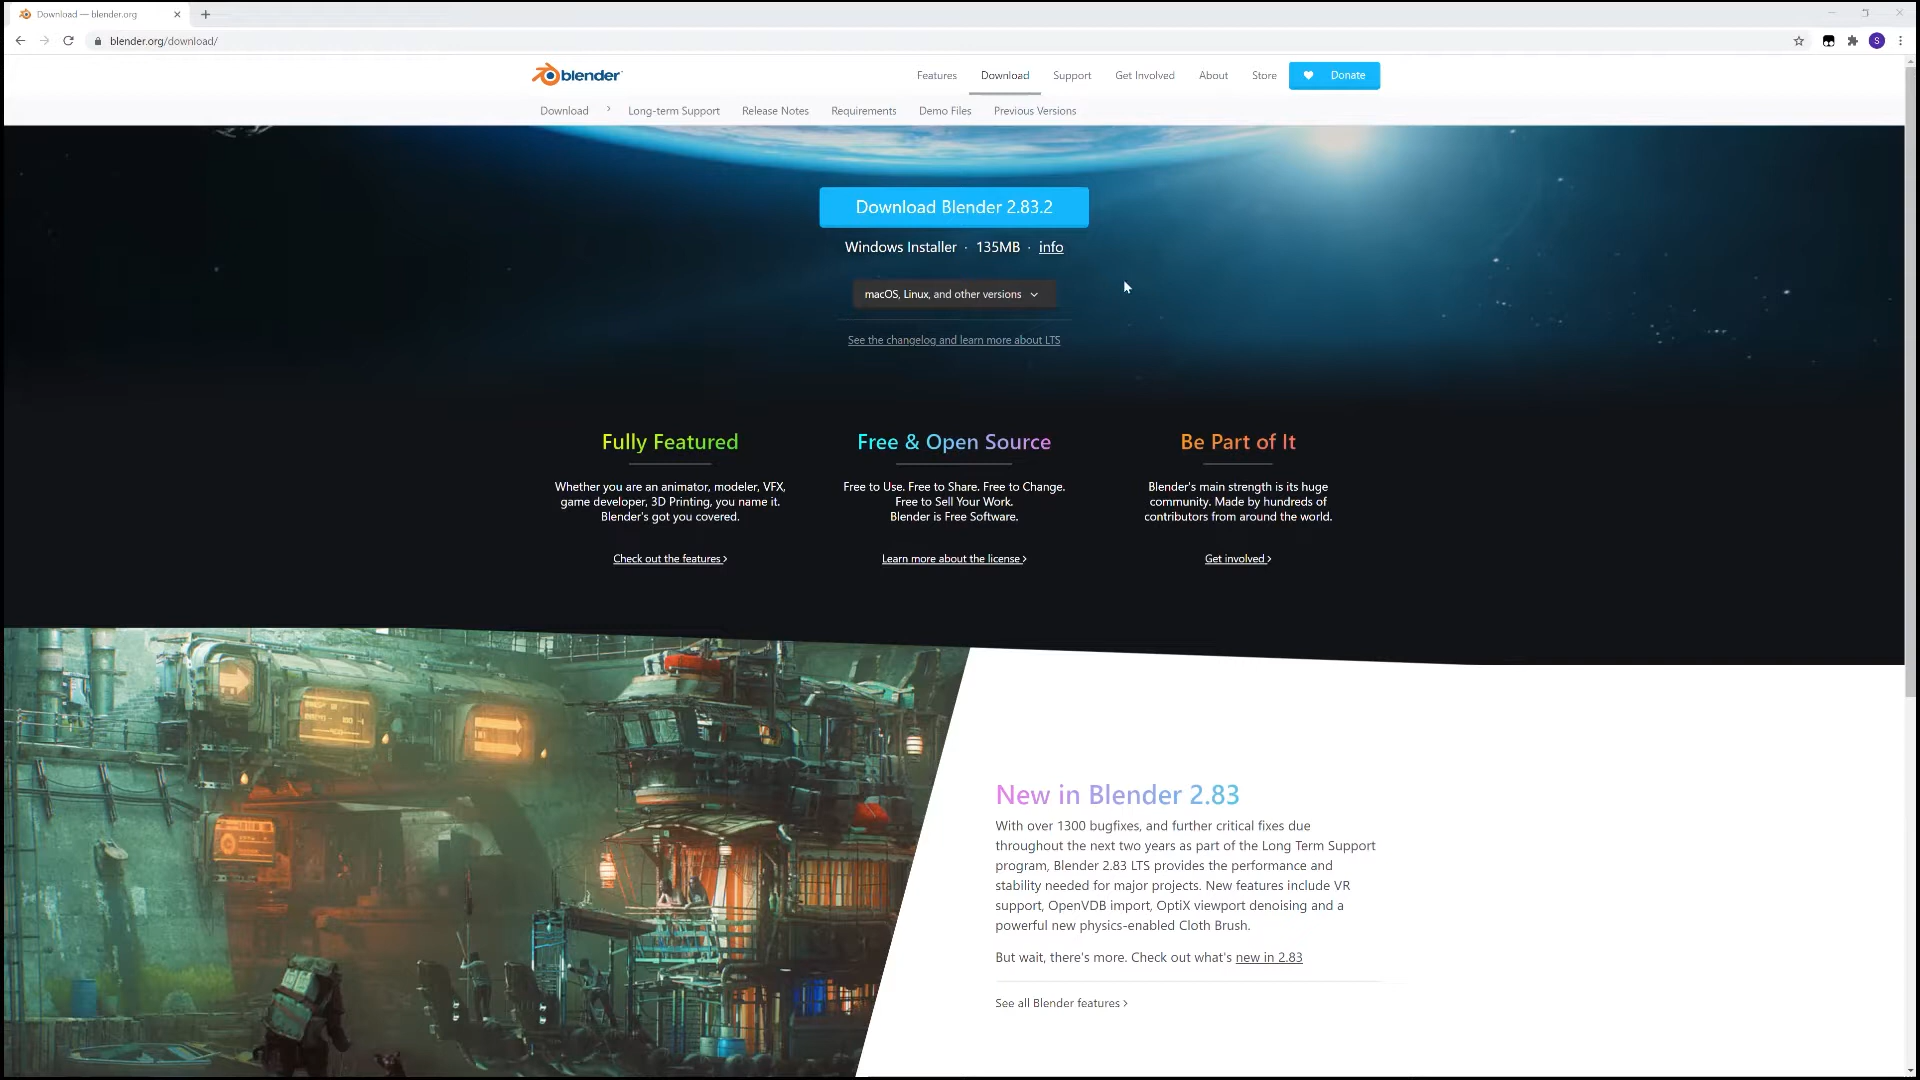 Download — blender.org
blender.org/download/
S
blender
Features
Download
Support
Get Involved
About
Store
Donate
Download
Long-term Support
Release Notes
Requirements
Demo Files
Previous Versions
Download Blender 2.83.2
Windows Installer · 135MB · info
macOS, Linux, and other versions
See the changelog and learn more about LTS
Fully Featured
Whether you are an animator, modeler, VFX,
game developer, 3D Printing, you name it.
Blender's got you covered.
Check out the features
Free & Open Source
Free to Use. Free to Share. Free to Change.
Free to Sell Your Work.
Blender is Free Software.
Learn more about the license
Be Part of It
Blender's main strength is its huge
community. Made by hundreds of
contributors from around the world.
Get involved
New in Blender 2.83
With over 1300 bugfixes, and further critical fixes due
throughout the next two years as part of the Long Term Support
program, Blender 2.83 LTS provides the performance and
stability needed for major projects. New features include VR
support, OpenVDB import, OptiX viewport denoising and a
powerful new physics-enabled Cloth Brush.
But wait, there's more. Check out what's new in 2.83
See all Blender features